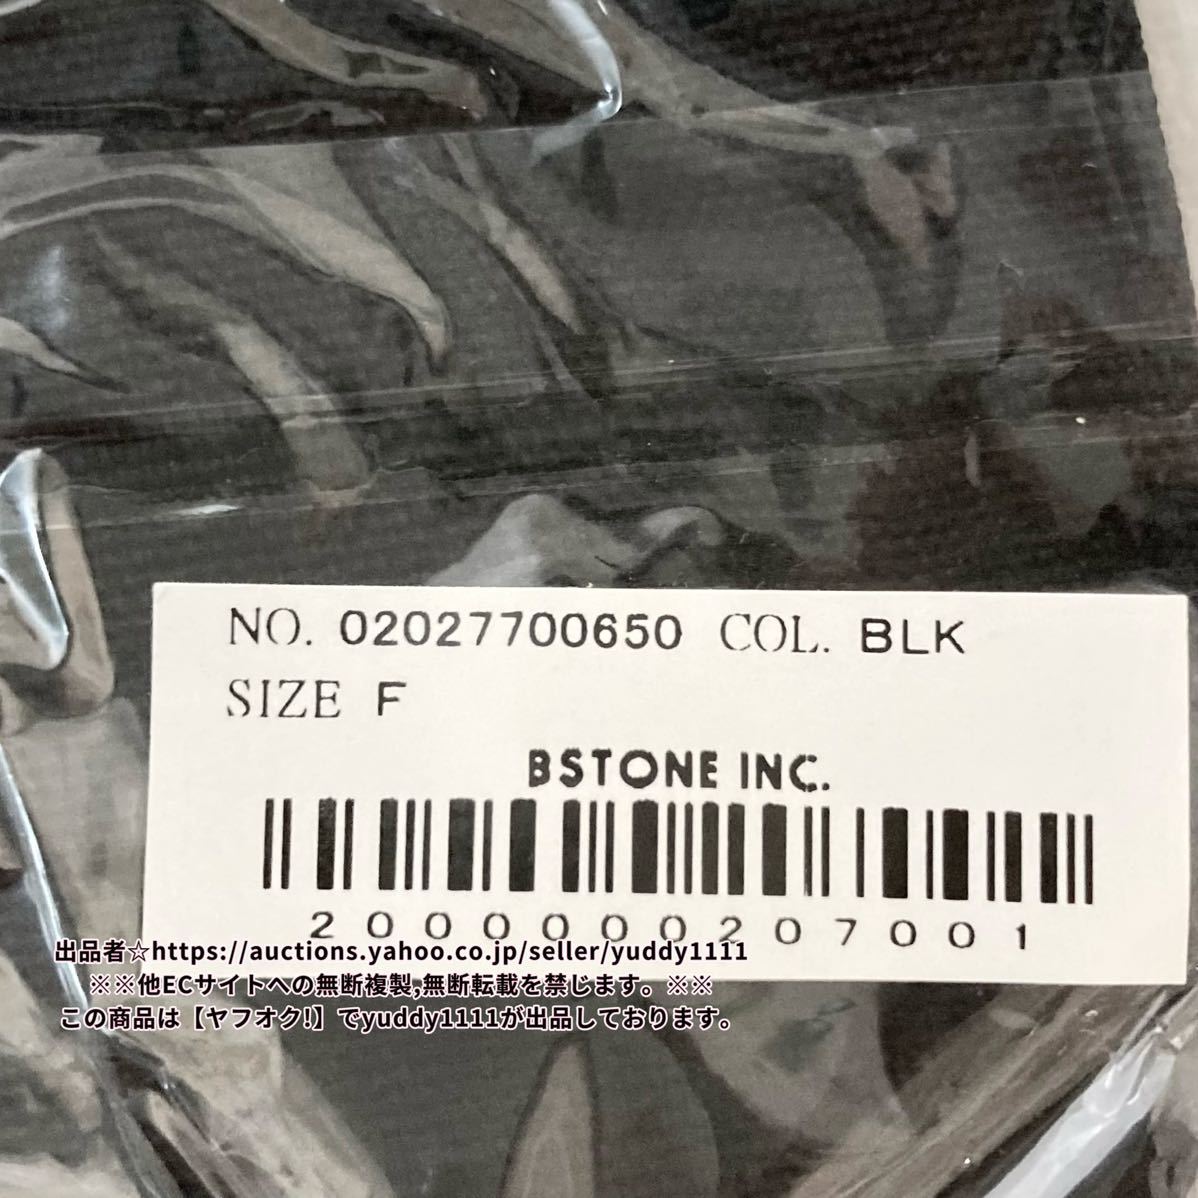 NO. 02027700650 COL. BLK
SIZE F
BSTONE INC.
2000000207001
出品者☆https://auctions.yahoo.co.jp/seller/yuddy1111
※※他ECサイトへの無断複製,無断転載を禁じます。※※
この商品は【ヤフオク!】でyuddy1111が出品しております。